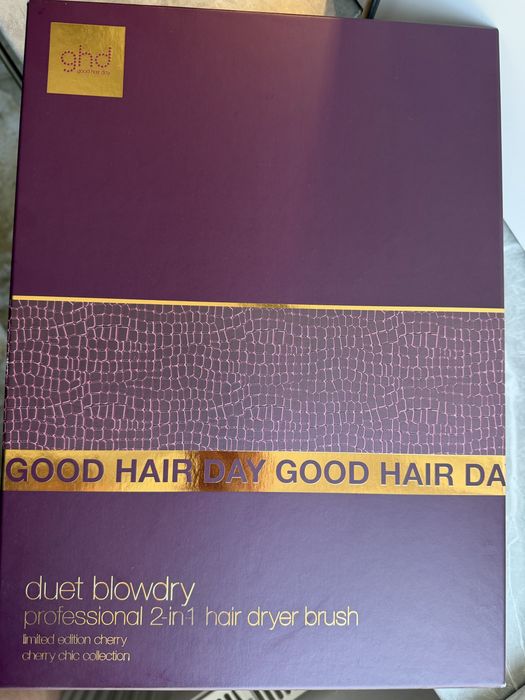 ghd
good hair day
GOOD HAIR DAY GOOD HAIR DA
duet blowdry
professional 2-in-1 hair dryer brush
limited edition cherry
cherry chic collection